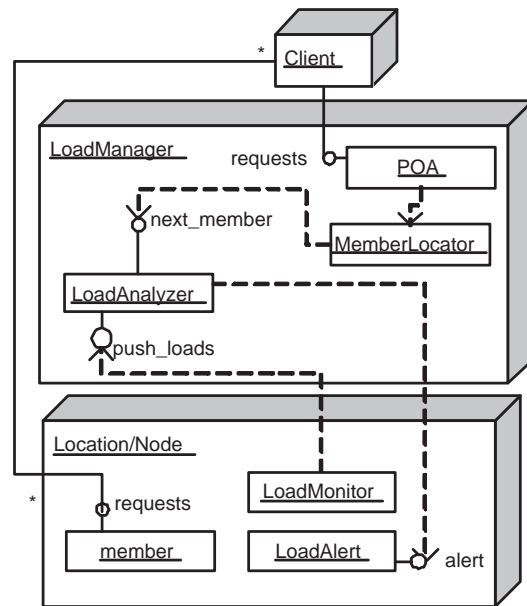 *
Client
LoadManager
requests
POA
next_member
MemberLocator
LoadAnalyzer
push_loads
Location/Node
*
requests
LoadMonitor
member
LoadAlert
alert